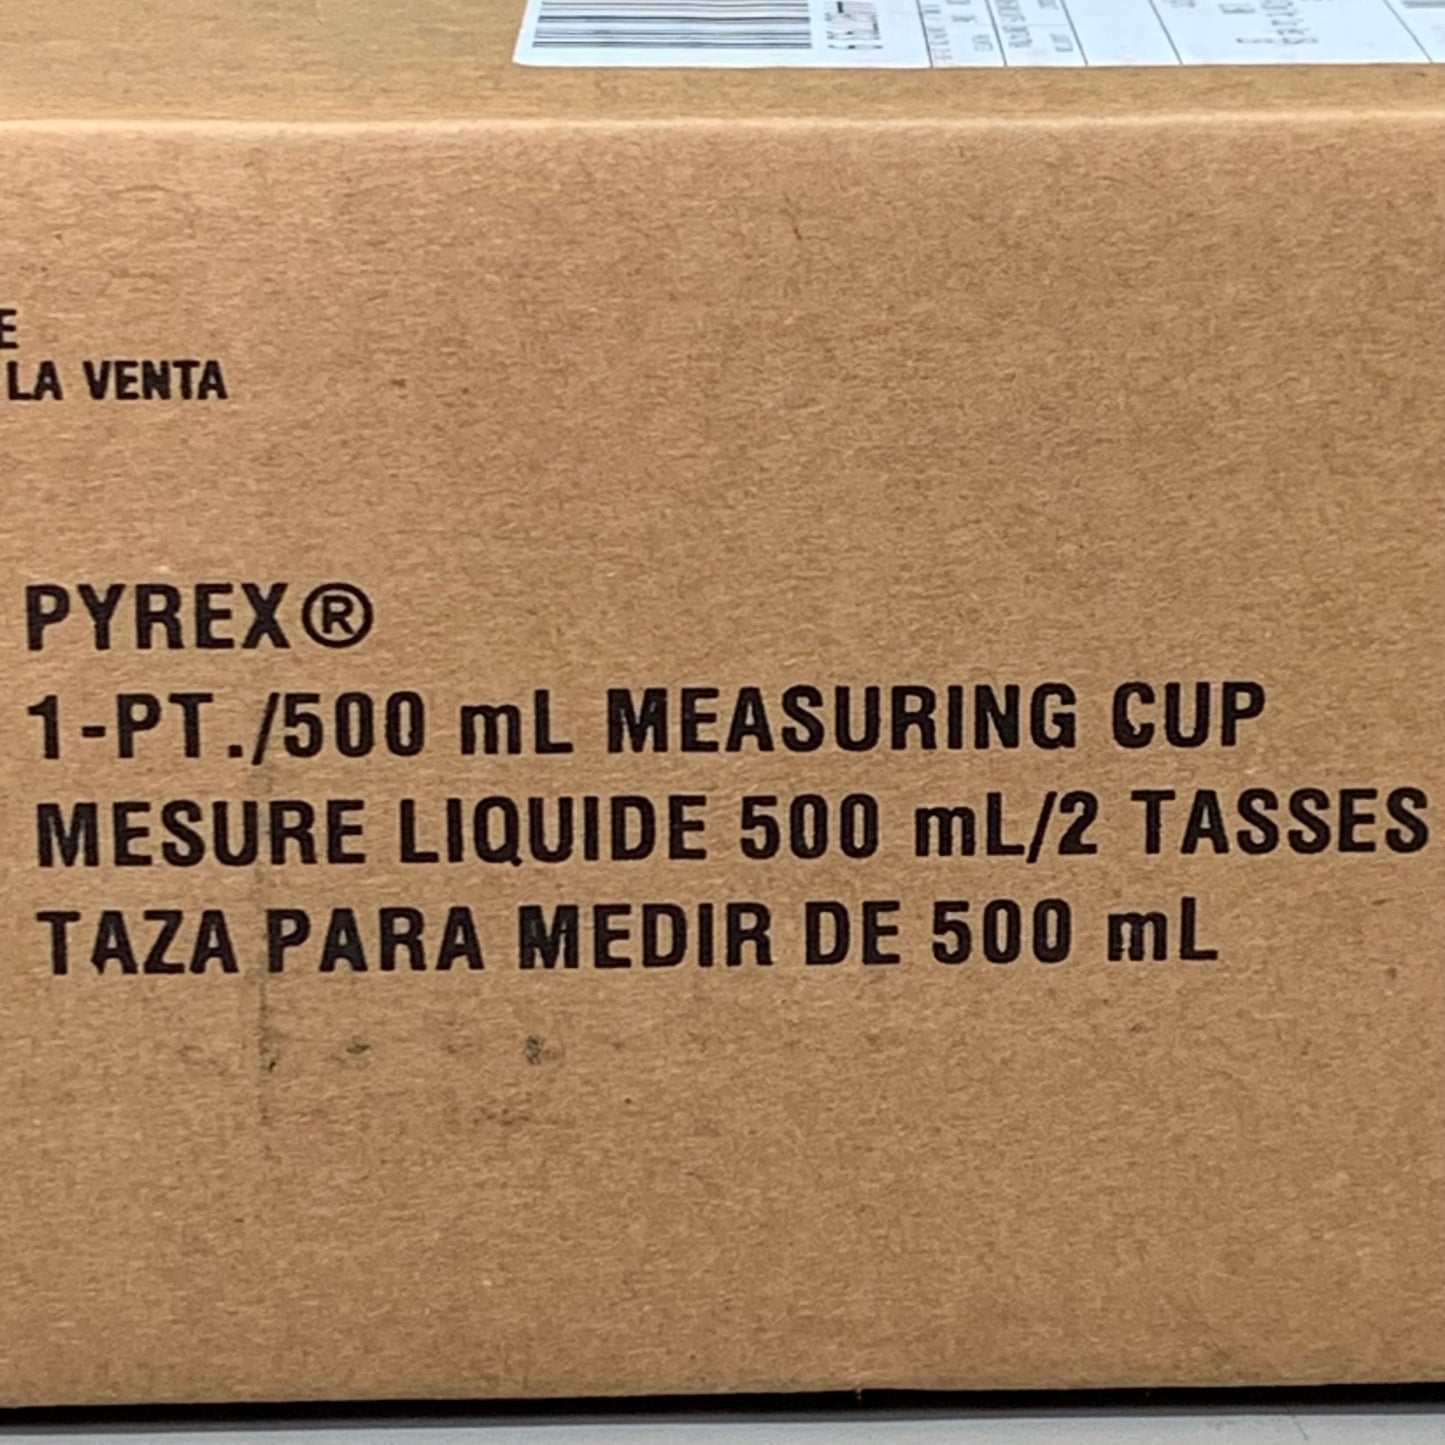 E
LA VENTA
PYREX®
1-PT./500 mL MEASURING CUP
MESURE LIQUIDE 500 mL/2 TASSES
TAZA PARA MEDIR DE 500 mL